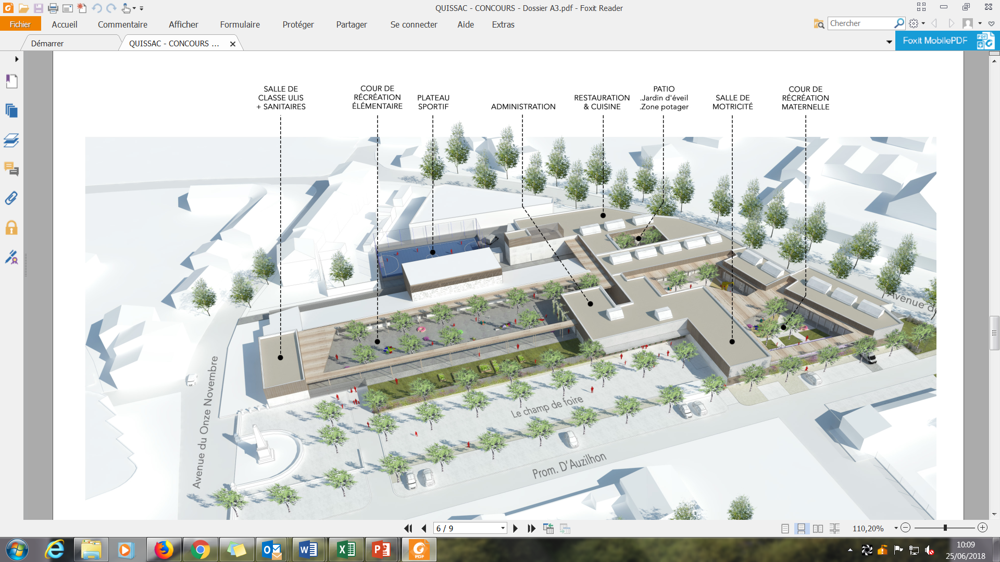 QUISSAC - CONCOURS - Dossier A3.pdf - Foxit Reader
Fichier
Accueil
Commentaire
Afficher
Formulaire
Protéger
Partager
Se connecter
Aide
Extras
Chercher
Démarrer
QUISSAC - CONCOURS ...
Foxit MobilePDF
SALLE DE
CLASSE ULIS
+ SANITAIRES
COUR DE
RÉCRÉATION
ÉLÉMENTAIRE
PLATEAU
SPORTIF
ADMINISTRATION
RESTAURATION
& CUISINE
PATIO
.Jardin d'éveil
.Zone potager
SALLE DE
MOTRICITÉ
COUR DE
RÉCRÉATION
MATERNELLE
Avenue d
Avenue du Onze Novembre
Le champ de foire
Prom. D'Auzilhon
6 / 9
110,20%
10:09
25/06/2018